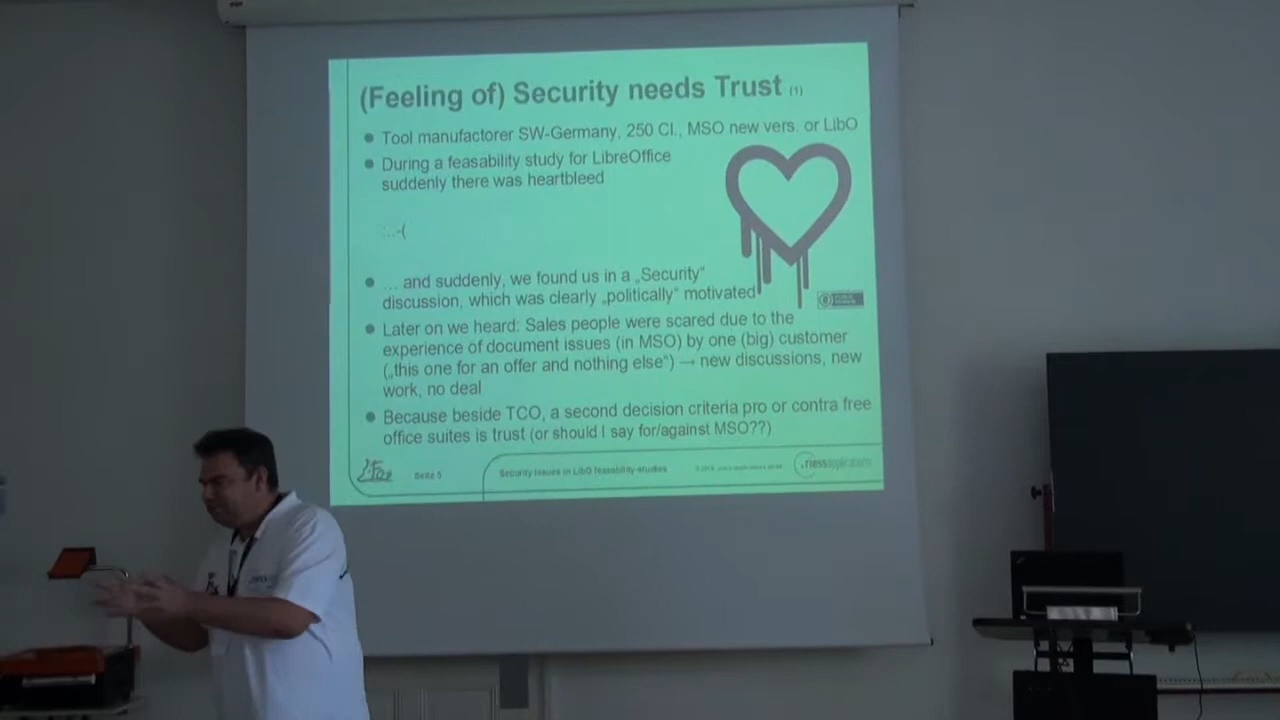 (Feeling of) Security needs Trust (1)
Tool manufactorer SW-Germany, 250 Cl., MSO new vers. or LibO
During a feasability study for LibreOffice
suddenly there was heartbleed
:..-(
... and suddenly, we found us in a „Security“
discussion, which was clearly „politically“ motivated
Later on we heard: Sales people were scared due to the
experience of document issues (in MSO) by one (big) customer
(„this one for an offer and nothing else“) → new discussions, new
work, no deal
Because beside TCO, a second decision criteria pro or contra free
office suites is trust (or should I say for/against MSO??)
Seite 5
Security Issues in LibO feasability-studies
riessapplications